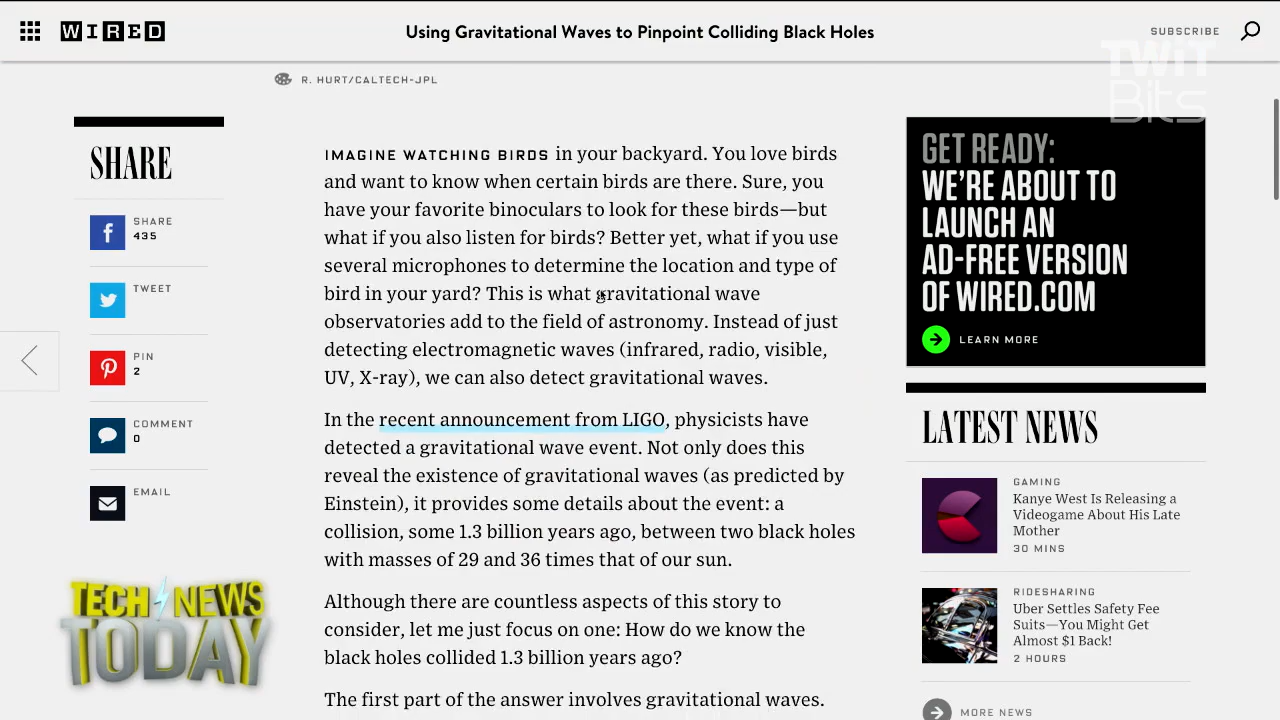 WIRED
Using Gravitational Waves to Pinpoint Colliding Black Holes
SUBSCRIBE
TWiT
Bits
R. HURT/CALTECH-JPL
SHARE
SHARE
435
TWEET
PIN
2
COMMENT
0
EMAIL
TECH NEWS
TODAY
IMAGINE WATCHING BIRDS in your backyard. You love birds
and want to know when certain birds are there. Sure, you
have your favorite binoculars to look for these birds—but
what if you also listen for birds? Better yet, what if you use
several microphones to determine the location and type of
bird in your yard? This is what gravitational wave
observatories add to the field of astronomy. Instead of just
detecting electromagnetic waves (infrared, radio, visible,
UV, X-ray), we can also detect gravitational waves.
In the recent announcement from LIGO, physicists have
detected a gravitational wave event. Not only does this
reveal the existence of gravitational waves (as predicted by
Einstein), it provides some details about the event: a
collision, some 1.3 billion years ago, between two black holes
with masses of 29 and 36 times that of our sun.
Although there are countless aspects of this story to
consider, let me just focus on one: How do we know the
black holes collided 1.3 billion years ago?
The first part of the answer involves gravitational waves.
GET READY:
WE'RE ABOUT TO
LAUNCH AN
AD-FREE VERSION
OF WIRED.COM
LEARN MORE
LATEST NEWS
GAMING
Kanye West Is Releasing a
Videogame About His Late
Mother
30 MINS
RIDESHARING
Uber Settles Safety Fee
Suits—You Might Get
Almost $1 Back!
2 HOURS
MORE NEWS